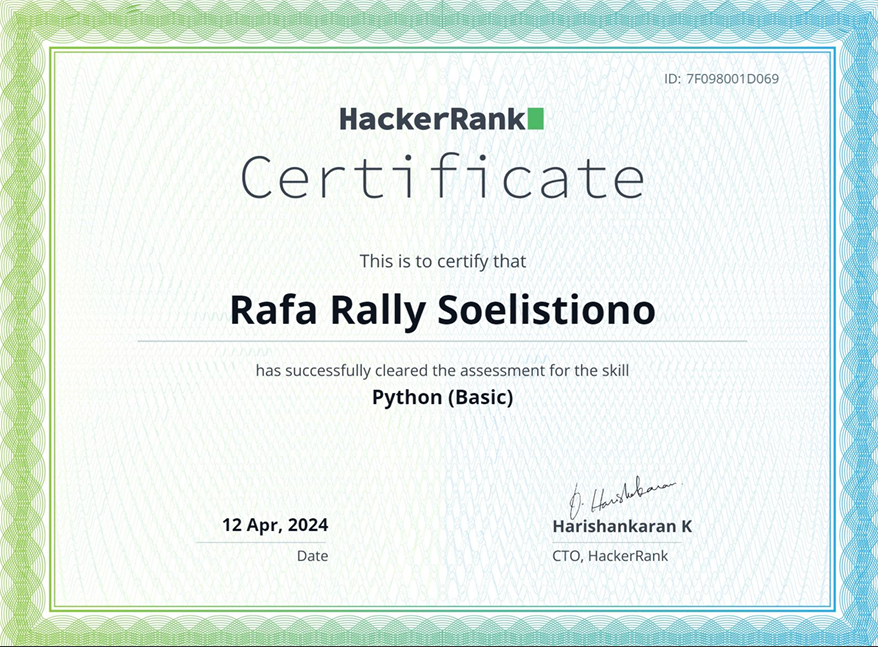 ID: 7F098001D069
HackerRank
Certificate
This is to certify that
Rafa Rally Soelistiono
has successfully cleared the assessment for the skill
Python (Basic)
D. Harishankaran
12 Apr, 2024
Harishankaran K
Date
CTO, HackerRank